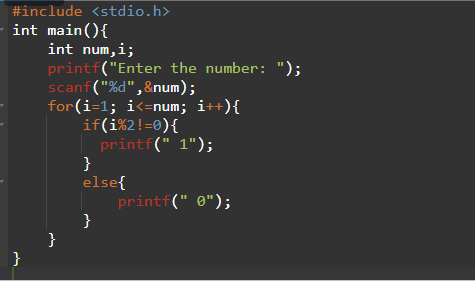 #include <stdio.h>
int main(){
    int num,i;
    printf("Enter the number: ");
    scanf("%d",&num);
    for(i=1; i<=num; i++){
        if(i%2!=0){
          printf(" 1");
        }
        else{
            printf(" 0");
        }
    }
}